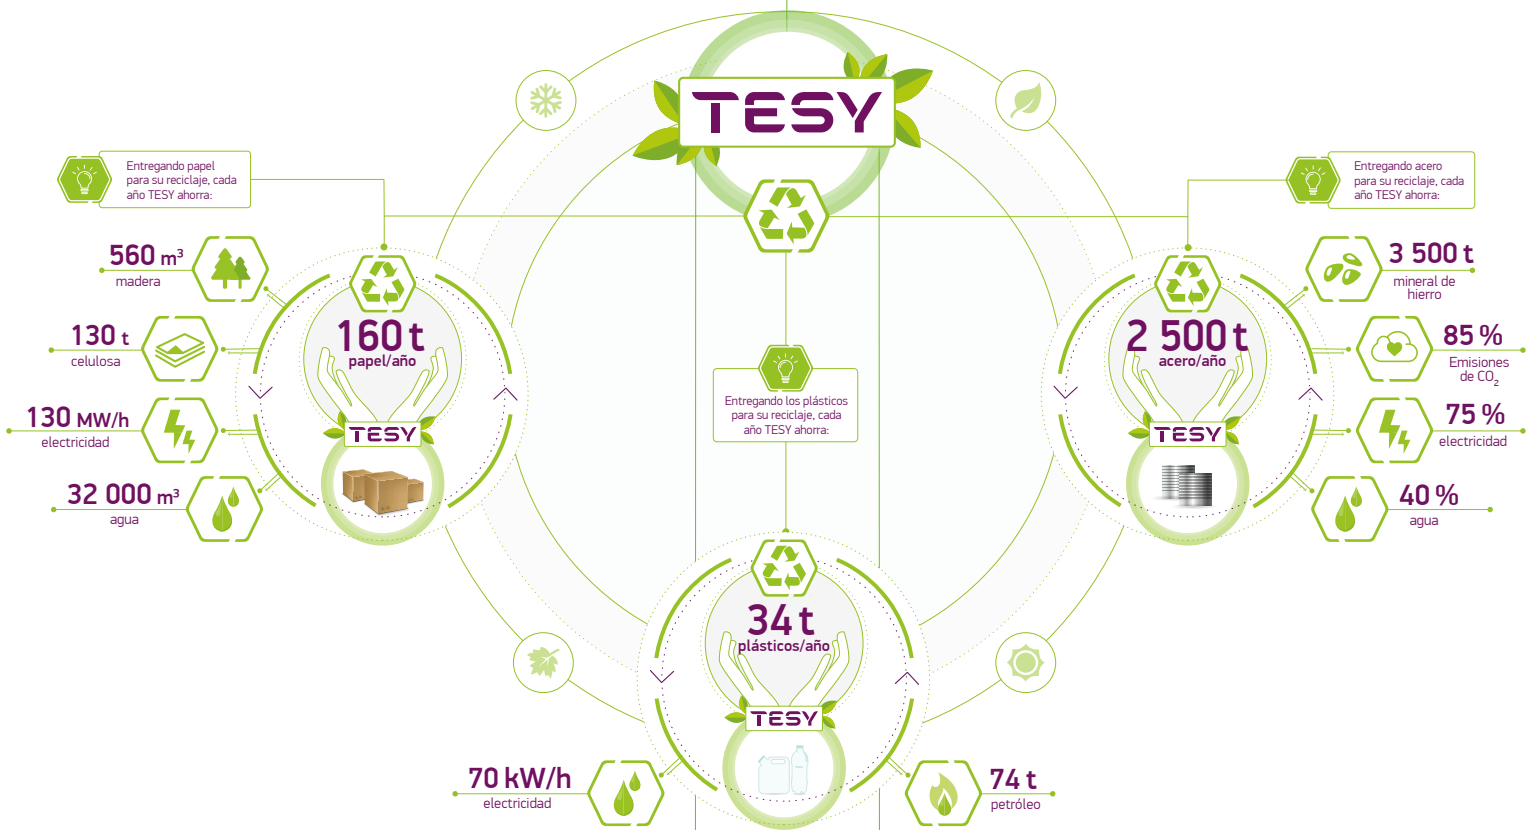 TESY
Entregando papel
para su reciclaje, cada
año TESY ahorra:
560 m³
madera
130 t
celulosa
130 MW/h
electricidad
32 000 m³
agua
160 t
papel/año
TESY
Entregando los plásticos
para su reciclaje, cada
año TESY ahorra:
34 t
plásticos/año
TESY
70 kW/h
electricidad
74 t
petróleo
Entregando acero
para su reciclaje, cada
año TESY ahorra:
2 500 t
acero/año
TESY
3 500 t
mineral de
hierro
85 %
Emisiones
de CO₂
75 %
electricidad
40 %
agua